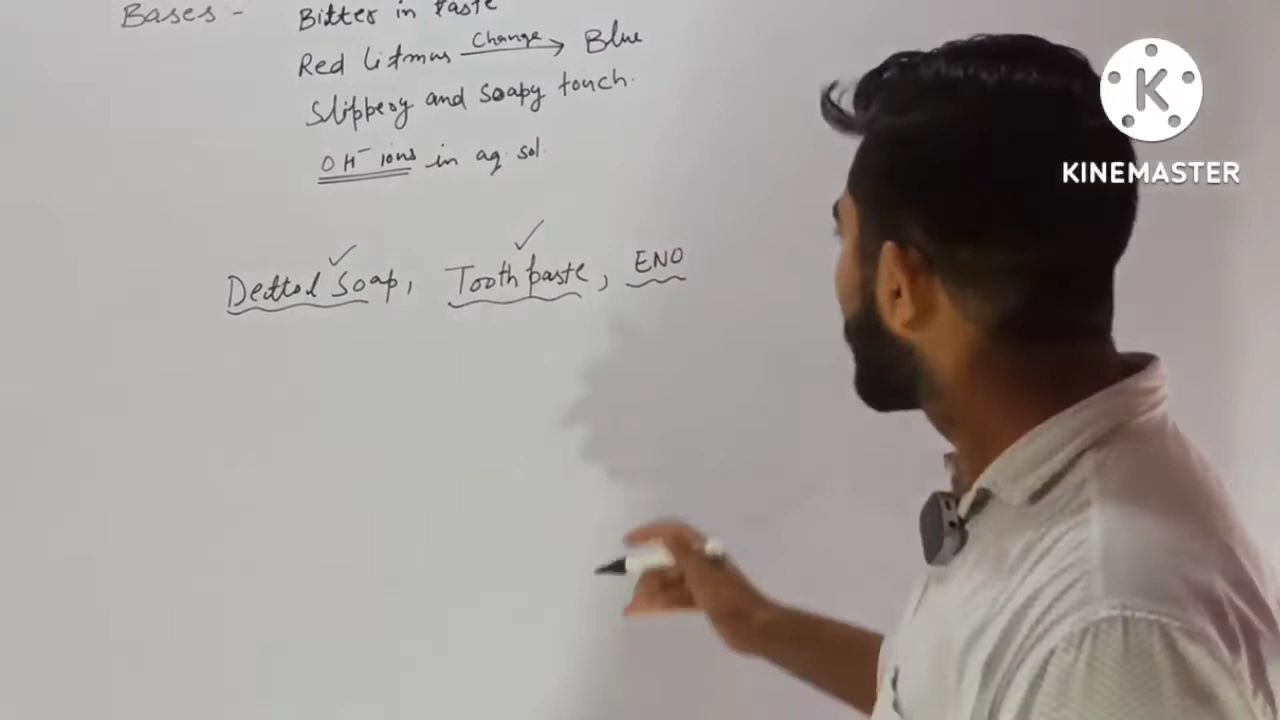 Bases - Bitter in taste
Red litmus Change → Blue
Slippery and Soapy touch.
OH⁻ ions in aq. sol.
Dettol Soap, Toothpaste, ENO
K
KINEMASTER